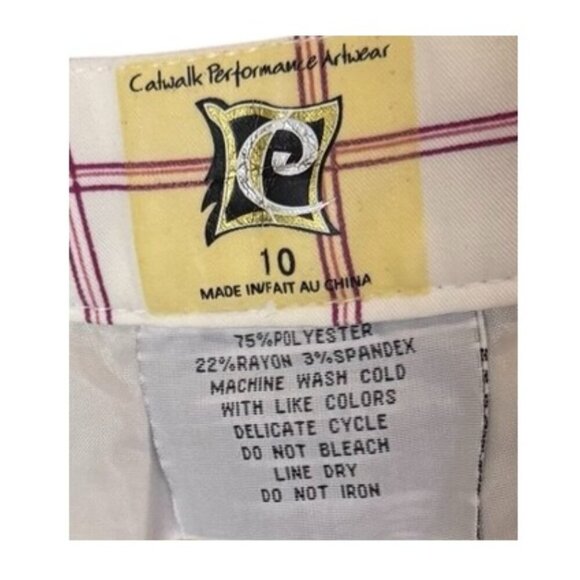 Catwalk Performance Artwear
C
10
MADE IN/FAIT AU CHINA
75%POLYESTER
22%RAYON 3%SPANDEX
MACHINE WASH COLD
WITH LIKE COLORS
DELICATE CYCLE
DO NOT BLEACH
LINE DRY
DO NOT IRON